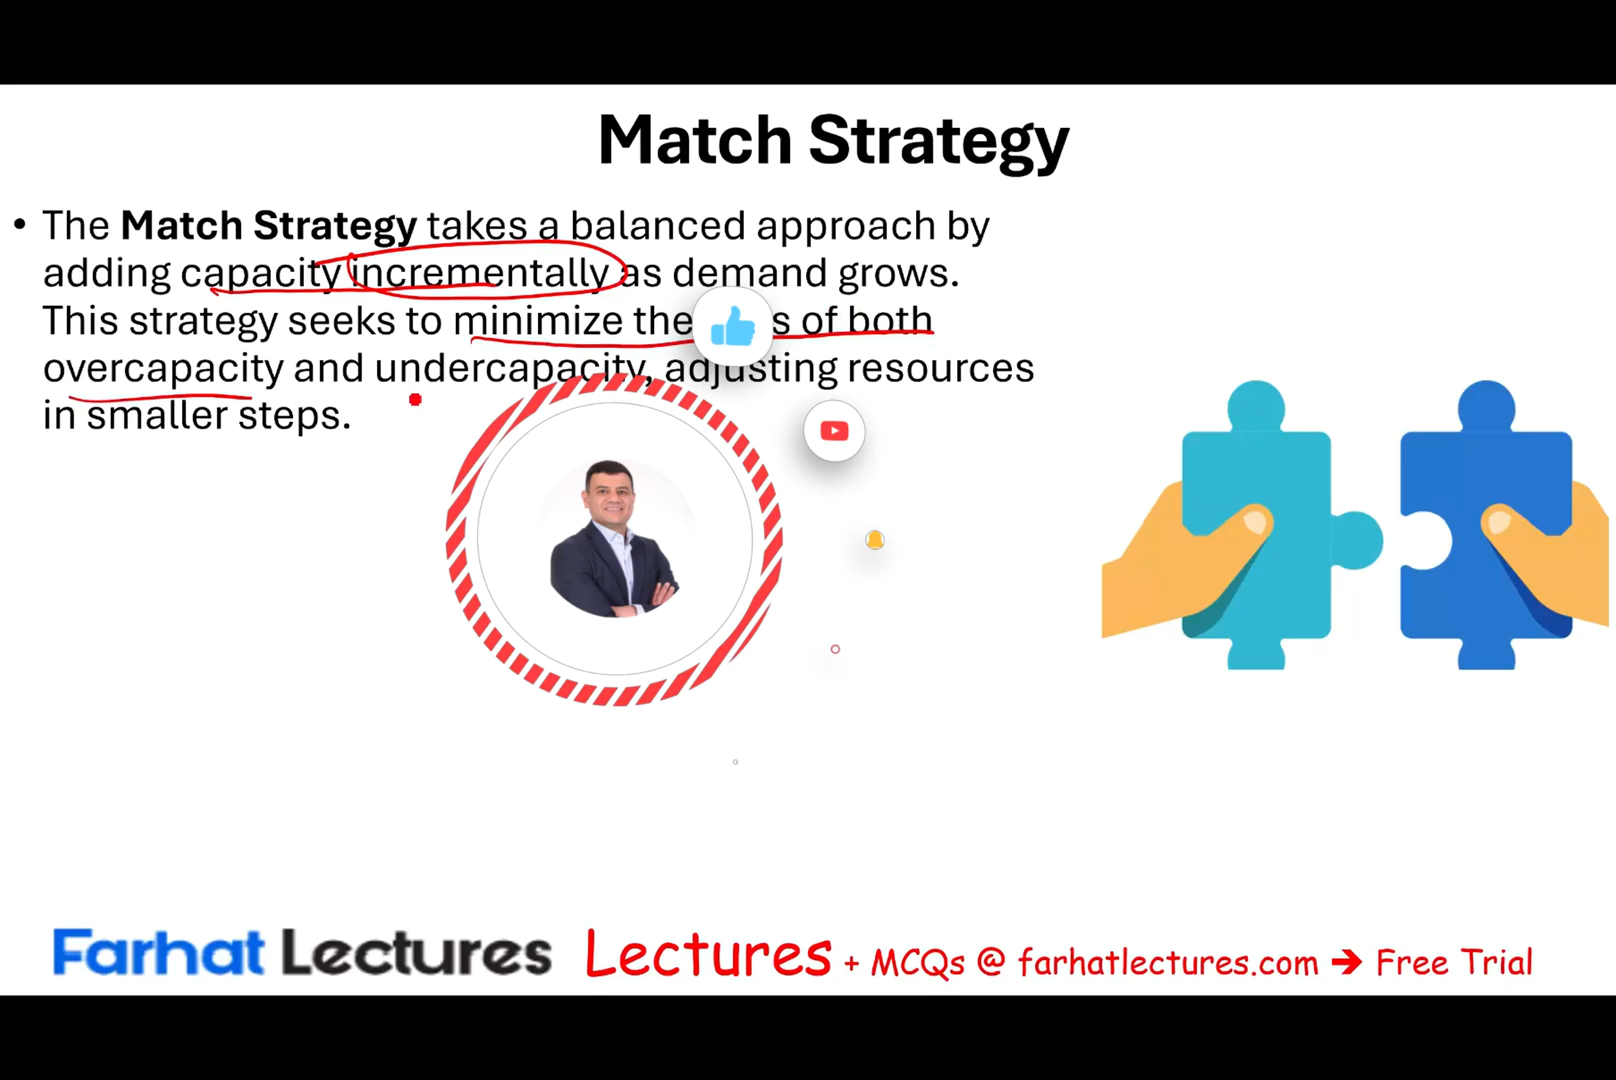 Match Strategy
• The Match Strategy takes a balanced approach by
adding capacity incrementally as demand grows.
This strategy seeks to minimize the s of both
overcapacity and undercapacity, adjusting resources
in smaller steps.
Farhat Lectures Lectures + MCQs @ farhatlectures.com → Free Trial